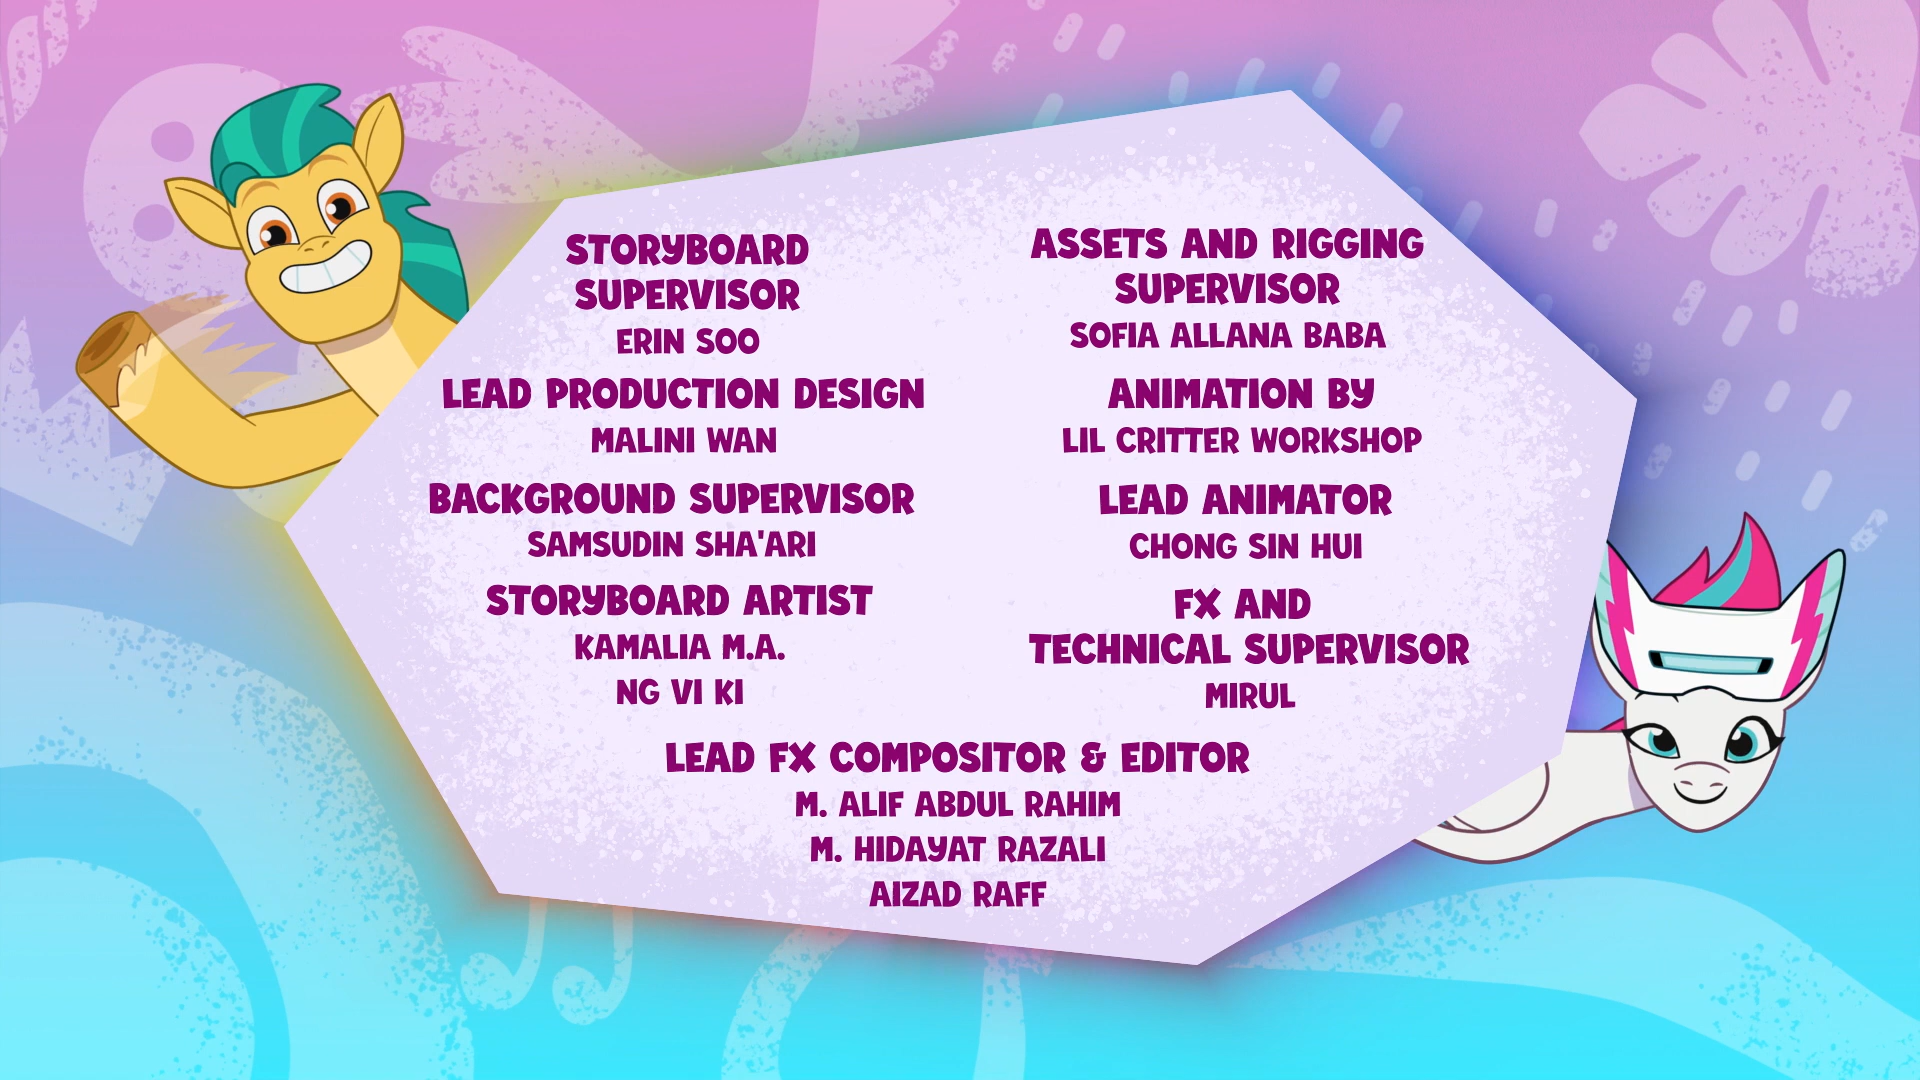 STORYBOARD
SUPERVISOR
ERIN SOO
LEAD PRODUCTION DESIGN
MALINI WAN
BACKGROUND SUPERVISOR
SAMSUDIN SHA'ARI
STORYBOARD ARTIST
KAMALIA M.A.
NG VI KI
ASSETS AND RIGGING
SUPERVISOR
SOFIA ALLANA BABA
ANIMATION BY
LIL CRITTER WORKSHOP
LEAD ANIMATOR
CHONG SIN HUI
FX AND
TECHNICAL SUPERVISOR
MIRUL
LEAD FX COMPOSITOR & EDITOR
M. ALIF ABDUL RAHIM
M. HIDAYAT RAZALI
AIZAD RAFF